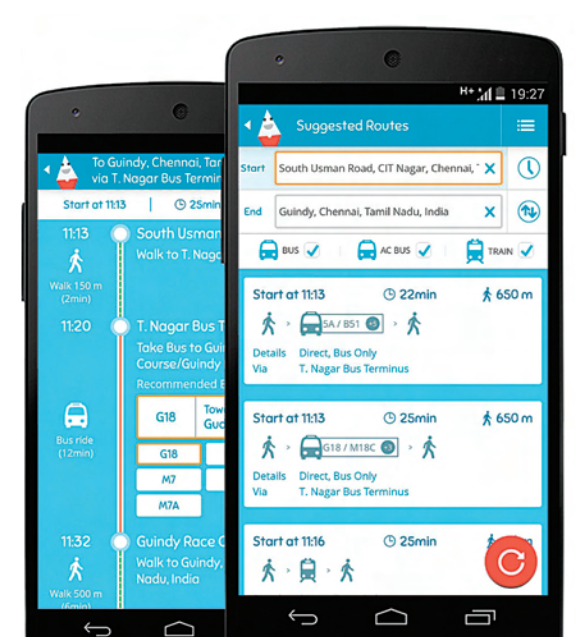 To Guindy, Chennai, Tar
via T. Nagar Bus Termin
Start at 11:13
25min
11:13
South Usman
Walk to T. Nago
Walk 150 m
(2min)
11:20
T. Nagar Bus T
Take Bus to Gui
Course/Guindy
Recommended B
G18
Tow
Gud
Bus ride
(12min)
G18
M7
M7A
11:32
Guindy Race C
Walk to Guindy,
Nadu, India
Walk 500 m
(6min)
H+ 19:27
Suggested Routes
Start South Usman Road, CIT Nagar, Chennai, X
End Guindy, Chennai, Tamil Nadu, India X
BUS AC BUS TRAIN
Start at 11:13 22min 650 m
5A / B51 +3
Details Direct, Bus Only
Via T. Nagar Bus Terminus
Start at 11:13 25min 650 m
G18 / M18C
Details Direct, Bus Only
Via T. Nagar Bus Terminus
Start at 11:16 25min